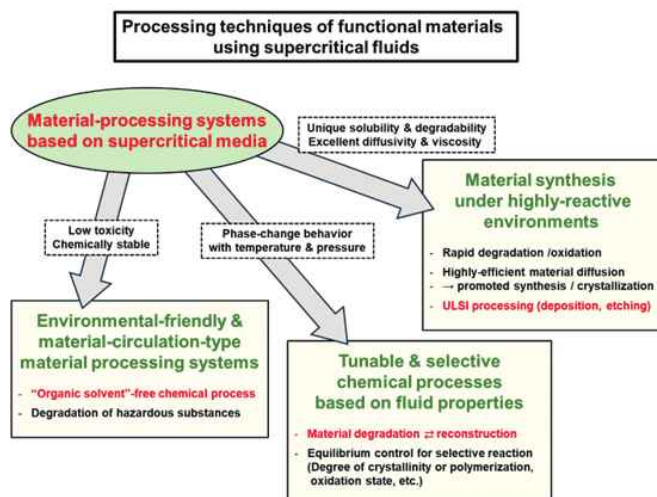 Processing techniques of functional materials
using supercritical fluids
Material-processing systems
based on supercritical media
Unique solubility & degradability
Excellent diffusivity & viscosity
Low toxicity
Chemically stable
Phase-change behavior
with temperature & pressure
Material synthesis
under highly-reactive
environments
- Rapid degradation /oxidation
- Highly-efficient material diffusion
- → promoted synthesis / crystallization
- ULSI processing (deposition, etching)
Environmental-friendly &
material-circulation-type
material processing systems
- “Organic solvent”-free chemical process
- Degradation of hazardous substances
Tunable & selective
chemical processes
based on fluid properties
- Material degradation ⇄ reconstruction
- Equilibrium control for selective reaction
(Degree of crystallinity or polymerization,
oxidation state, etc.)